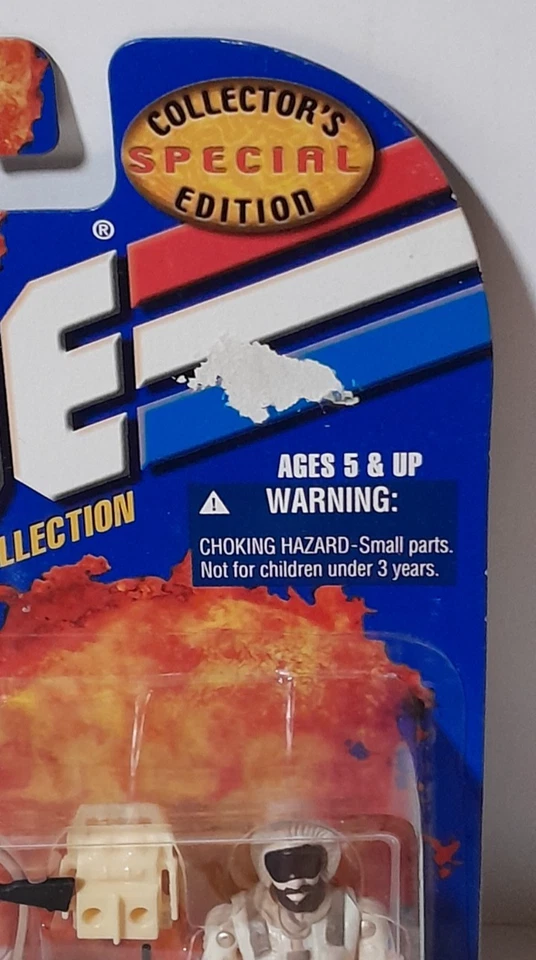 COLLECTOR'S
SPECIAL
EDITION
®
E
AGES 5 & UP
WARNING:
CHOKING HAZARD-Small parts.
Not for children under 3 years.
LLECTION